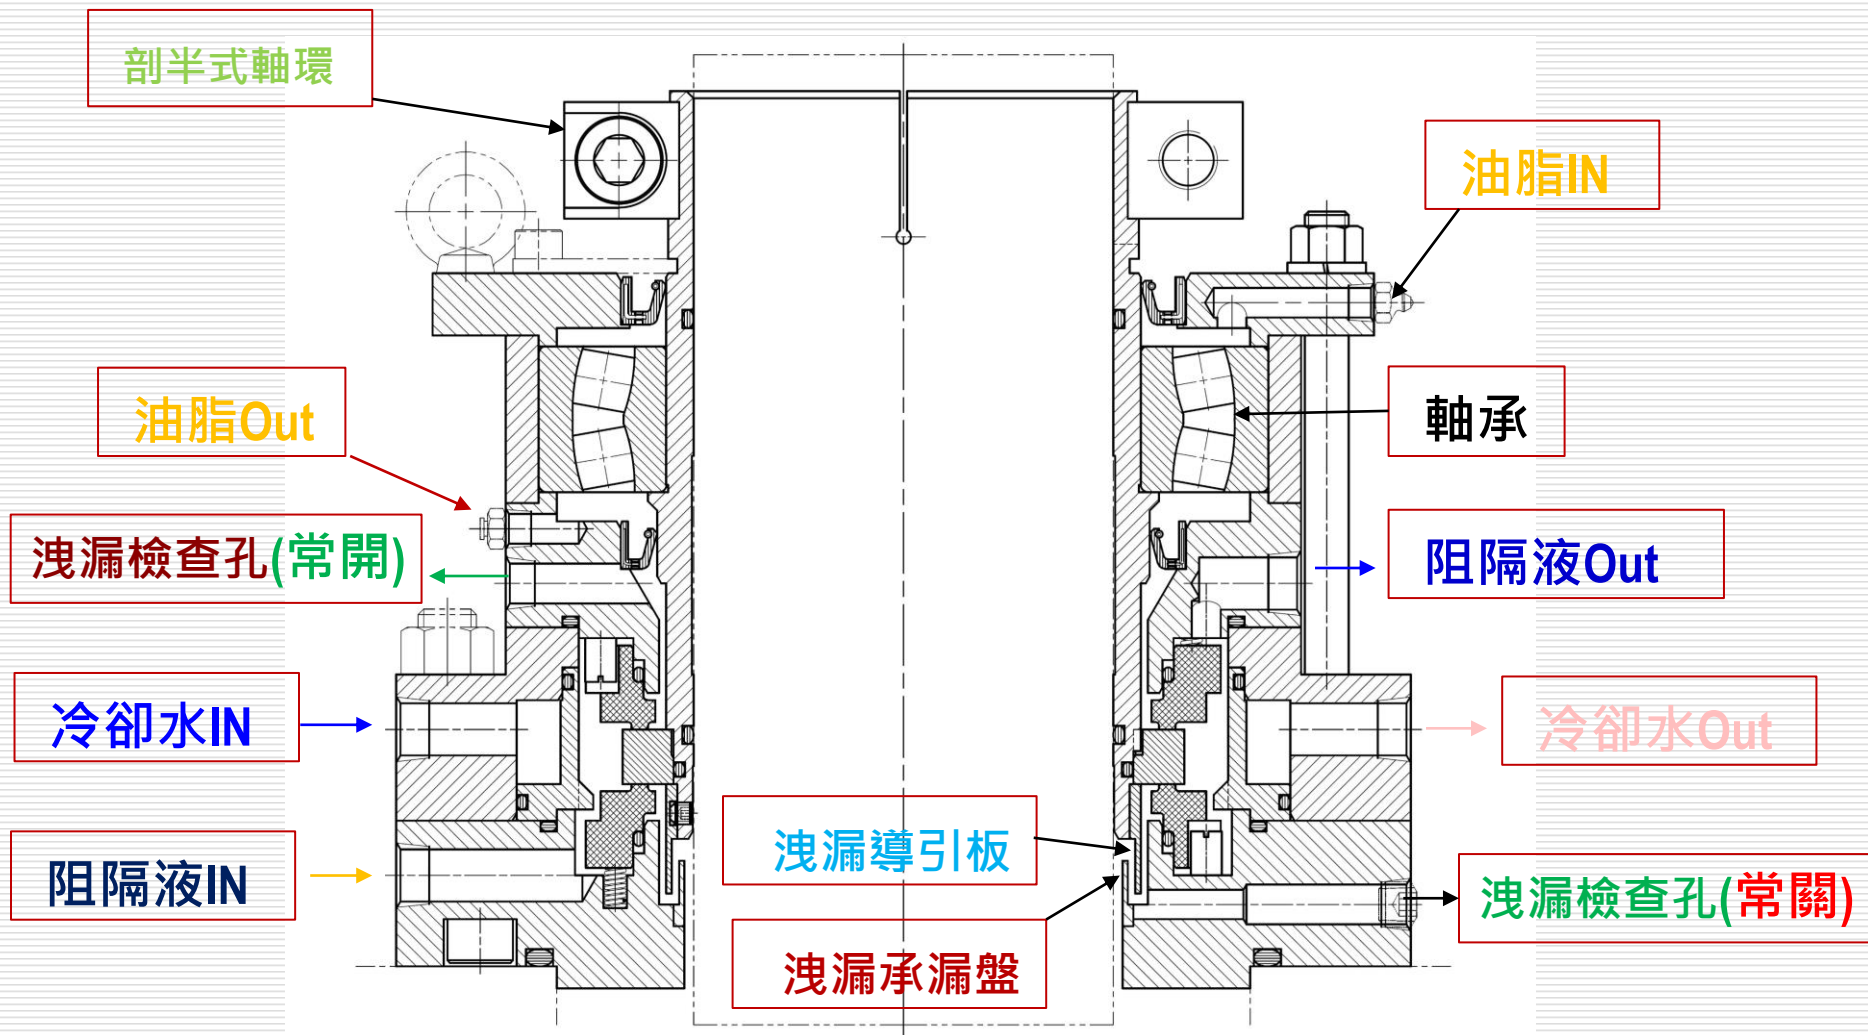 剖半式軸環
油脂IN
油脂Out
軸承
洩漏檢查孔(常開)
阻隔液Out
冷卻水IN
冷卻水Out
洩漏導引板
阻隔液IN
洩漏檢查孔(常關)
洩漏承漏盤